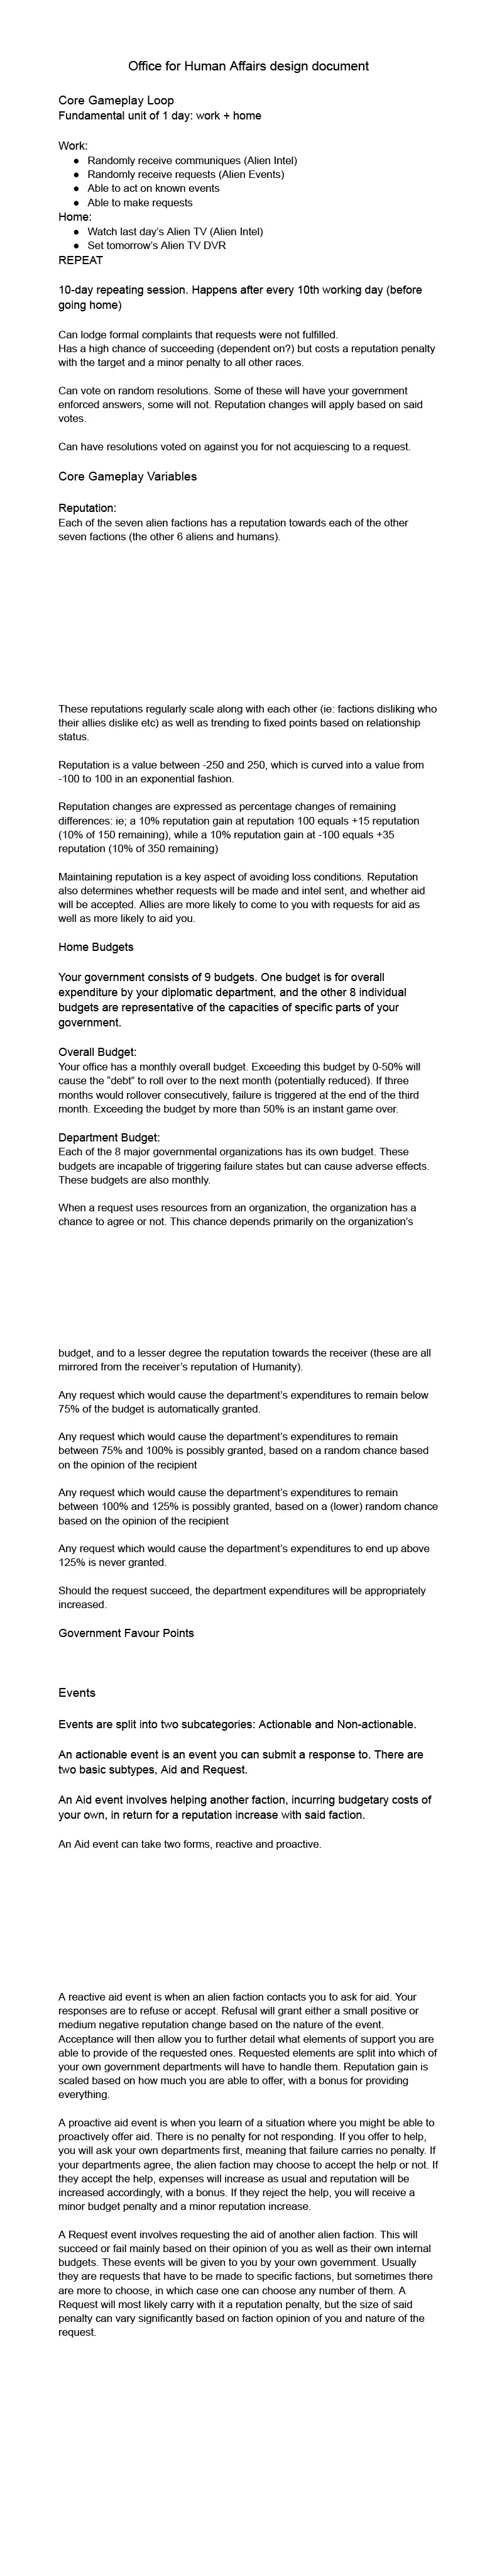 Office for Human Affairs design document
Core Gameplay Loop
Fundamental unit of 1 day: work + home
Work:
● Randomly receive communiques (Alien Intel)
● Randomly receive requests (Alien Events)
● Able to act on known events
● Able to make requests
Home:
● Watch last day's Alien TV (Alien Intel)
● Set tomorrow's Alien TV DVR
REPEAT
10-day repeating session. Happens after every 10th working day (before
going home)
Can lodge formal complaints that requests were not fulfilled.
Has a high chance of succeeding (dependent on?) but costs a reputation penalty
with the target and a minor penalty to all other races.
Can vote on random resolutions. Some of these will have your government
enforced answers, some will not. Reputation changes will apply based on said
votes.
Can have resolutions voted on against you for not acquiescing to a request.
Core Gameplay Variables
Reputation:
Each of the seven alien factions has a reputation towards each of the other
seven factions (the other 6 aliens and humans).
These reputations regularly scale along with each other (ie: factions disliking who
their allies dislike etc) as well as trending to fixed points based on relationship
status.
Reputation is a value between -250 and 250, which is curved into a value from
-100 to 100 in an exponential fashion.
Reputation changes are expressed as percentage changes of remaining
differences: ie; a 10% reputation gain at reputation 100 equals +15 reputation
(10% of 150 remaining), while a 10% reputation gain at -100 equals +35
reputation (10% of 350 remaining)
Maintaining reputation is a key aspect of avoiding loss conditions. Reputation
also determines whether requests will be made and intel sent, and whether aid
will be accepted. Allies are more likely to come to you with requests for aid as
well as more likely to aid you.
Home Budgets
Your government consists of 9 budgets. One budget is for overall
expenditure by your diplomatic department, and the other 8 individual
budgets are representative of the capacities of specific parts of your
government.
Overall Budget:
Your office has a monthly overall budget. Exceeding this budget by 0-50% will
cause the "debt" to roll over to the next month (potentially reduced). If three
months would rollover consecutively, failure is triggered at the end of the third
month. Exceeding the budget by more than 50% is an instant game over.
Department Budget:
Each of the 8 major governmental organizations has its own budget. These
budgets are incapable of triggering failure states but can cause adverse effects.
These budgets are also monthly.
When a request uses resources from an organization, the organization has a
chance to agree or not. This chance depends primarily on the organization's
budget, and to a lesser degree the reputation towards the receiver (these are all
mirrored from the receiver's reputation of Humanity).
Any request which would cause the department's expenditures to remain below
75% of the budget is automatically granted.
Any request which would cause the department's expenditures to remain
between 75% and 100% is possibly granted, based on a random chance based
on the opinion of the recipient
Any request which would cause the department's expenditures to remain
between 100% and 125% is possibly granted, based on a (lower) random chance
based on the opinion of the recipient
Any request which would cause the department's expenditures to end up above
125% is never granted.
Should the request succeed, the department expenditures will be appropriately
increased.
Government Favour Points
Events
Events are split into two subcategories: Actionable and Non-actionable.
An actionable event is an event you can submit a response to. There are
two basic subtypes, Aid and Request.
An Aid event involves helping another faction, incurring budgetary costs of
your own, in return for a reputation increase with said faction.
An Aid event can take two forms, reactive and proactive.
A reactive aid event is when an alien faction contacts you to ask for aid. Your
responses are to refuse or accept. Refusal will grant either a small positive or
medium negative reputation change based on the nature of the event.
Acceptance will then allow you to further detail what elements of support you are
able to provide of the requested ones. Requested elements are split into which of
your own government departments will have to handle them. Reputation gain is
scaled based on how much you are able to offer, with a bonus for providing
everything.
A proactive aid event is when you learn of a situation where you might be able to
proactively offer aid. There is no penalty for not responding. If you offer to help,
you will ask your own departments first, meaning that failure carries no penalty. If
your departments agree, the alien faction may choose to accept the help or not. If
they accept the help, expenses will increase as usual and reputation will be
increased accordingly, with a bonus. If they reject the help, you will receive a
minor budget penalty and a minor reputation increase.
A Request event involves requesting the aid of another alien faction. This will
succeed or fail mainly based on their opinion of you as well as their own internal
budgets. These events will be given to you by your own government. Usually
they are requests that have to be made to specific factions, but sometimes there
are more to choose, in which case one can choose any number of them. A
Request will most likely carry with it a reputation penalty, but the size of said
penalty can vary significantly based on faction opinion of you and nature of the
request.